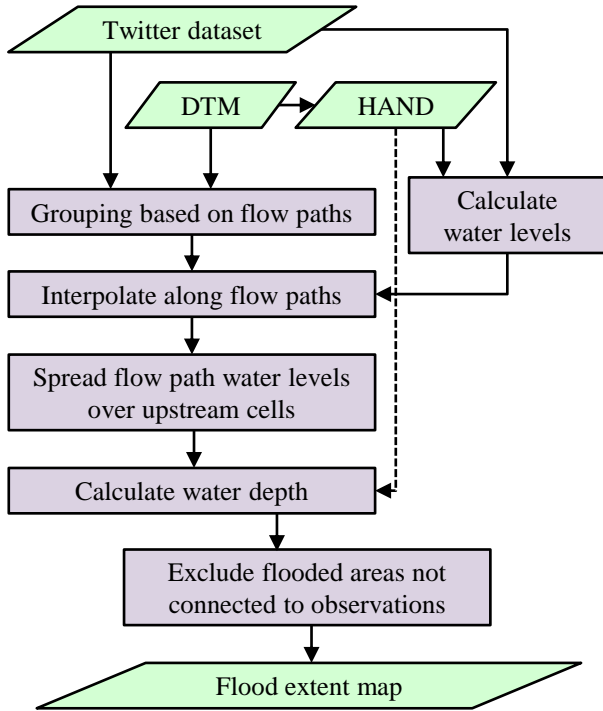 Twitter dataset
DTM
HAND
Grouping based on flow paths
Calculate
water levels
Interpolate along flow paths
Spread flow path water levels
over upstream cells
Calculate water depth
Exclude flooded areas not
connected to observations
Flood extent map